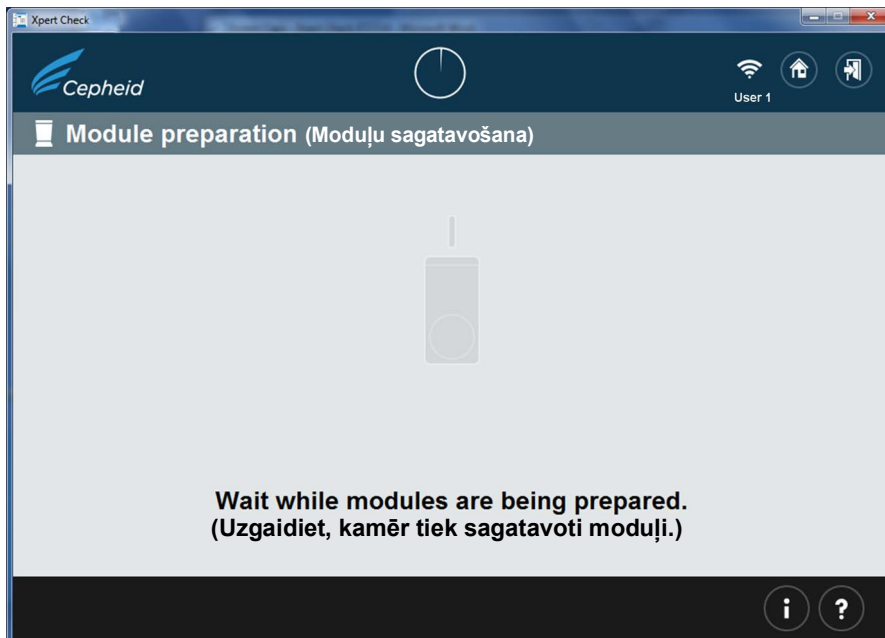 Xpert Check
Cepheid
User 1
Module preparation (Moduļu sagatavošana)
Wait while modules are being prepared.
(Uzgaidiet, kamēr tiek sagatavoti moduļi.)
i ?